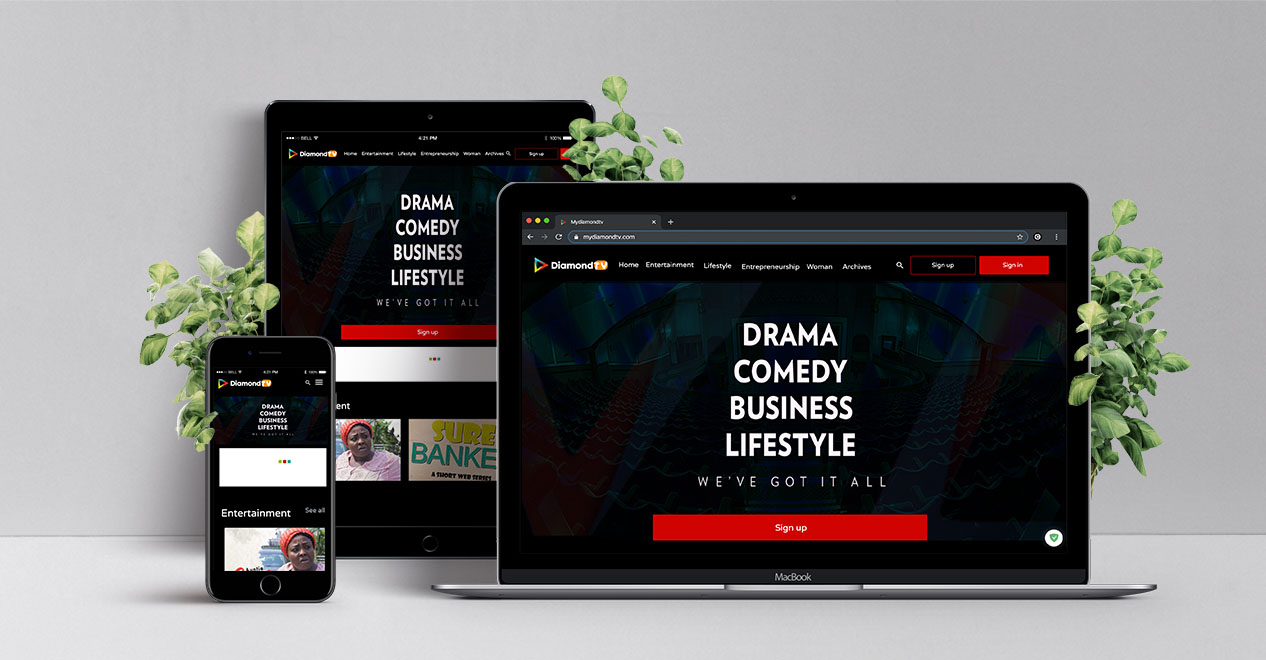 BELL
4:21 PM
100%
DiamondTV
Home Entertainment Lifestyle Entrepreneurship Woman Archives Sign up
DRAMA
COMEDY
BUSINESS
LIFESTYLE
WE'VE GOT IT ALL
Sign up
ent
SURE
BANKE
A SHORT WEB SERIES
BELL
4:21 PM
100%
DiamondTV
DRAMA
COMEDY
BUSINESS
LIFESTYLE
WE'VE GOT IT ALL
Entertainment See all
Mydiamondtv
mydiamondtv.com
DiamondTV Home Entertainment Lifestyle Entrepreneurship Woman Archives Sign up Sign in
DRAMA
COMEDY
BUSINESS
LIFESTYLE
WE'VE GOT IT ALL
Sign up
MacBook